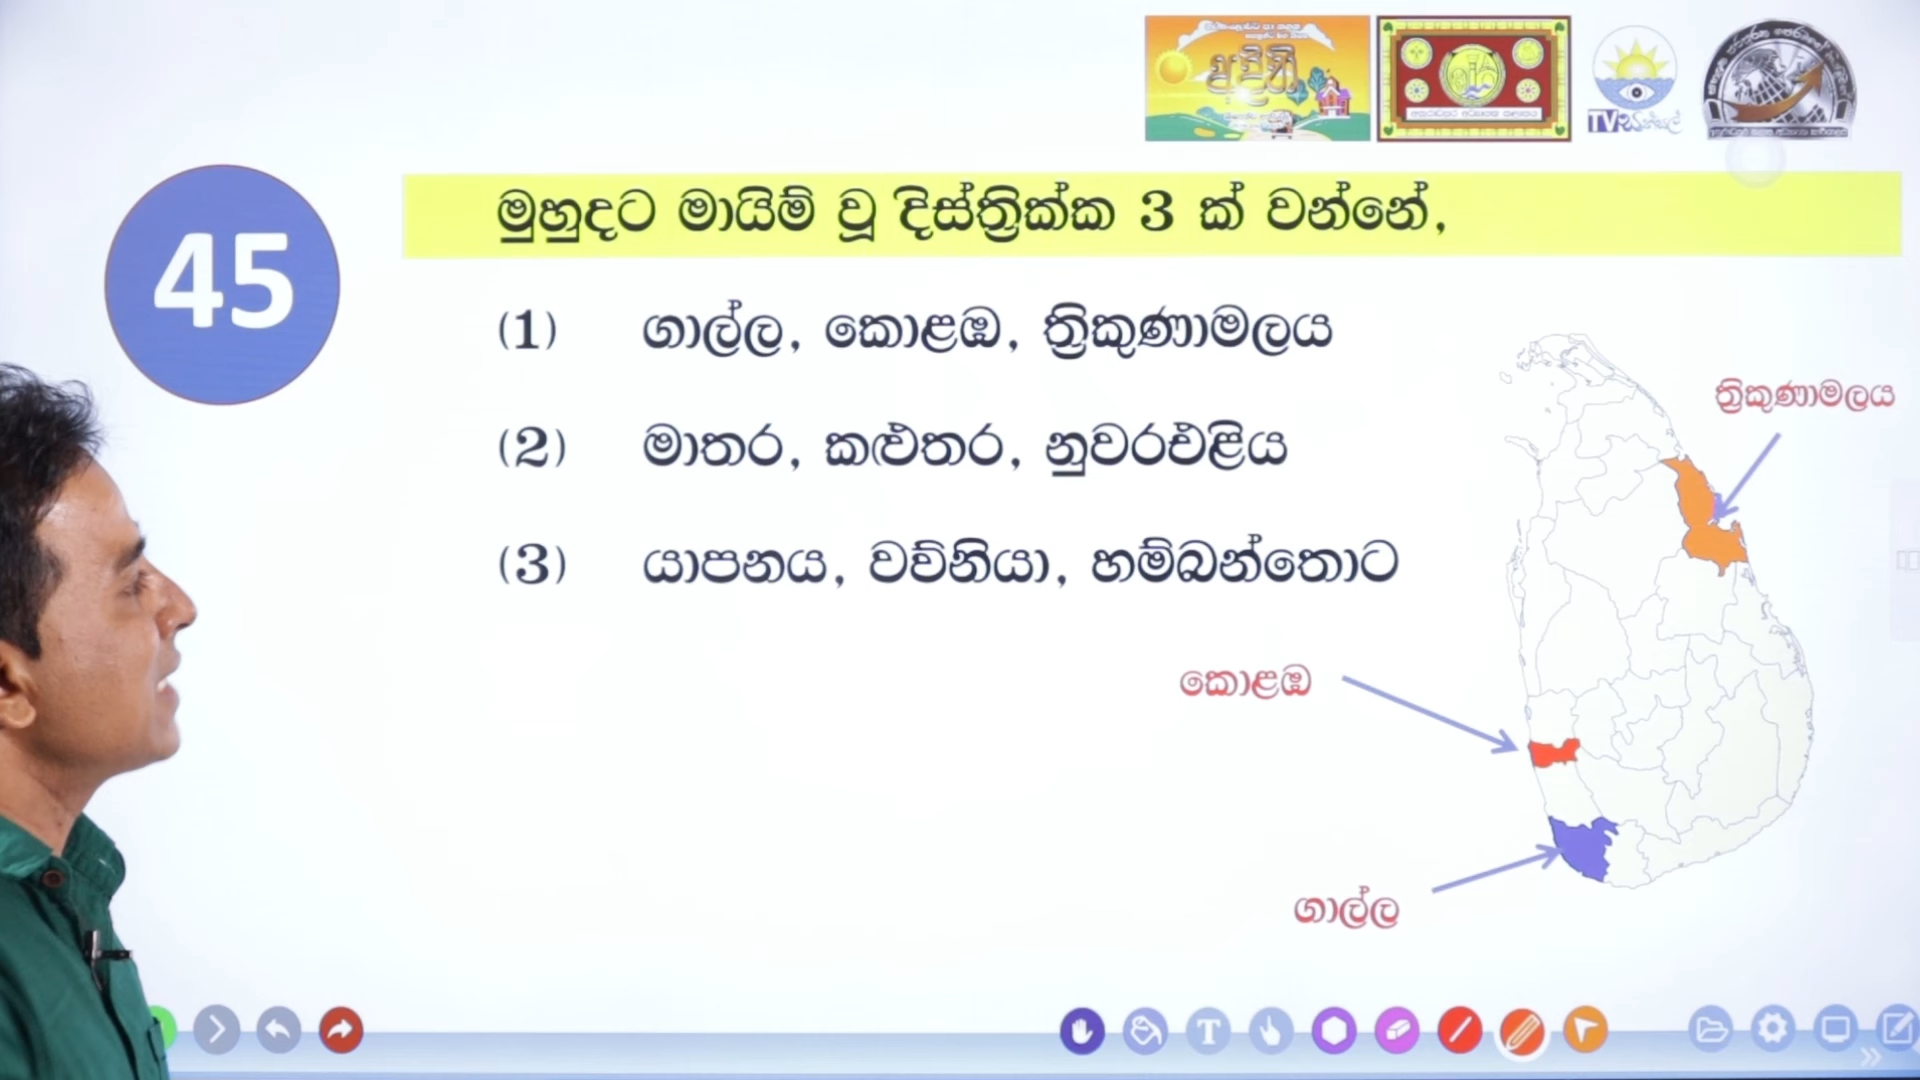 TV
45
මුහුදට මායිම් වූ දිස්ත්‍රික්ක 3 ක් වන්නේ,
(1) ගාල්ල, කොළඹ, ත්‍රිකුණාමලය
(2) මාතර, කළුතර, නුවරඑළිය
(3) යාපනය, වව්නියා, හම්බන්තොට
ත්‍රිකුණාමලය
කොළඹ
ගාල්ල